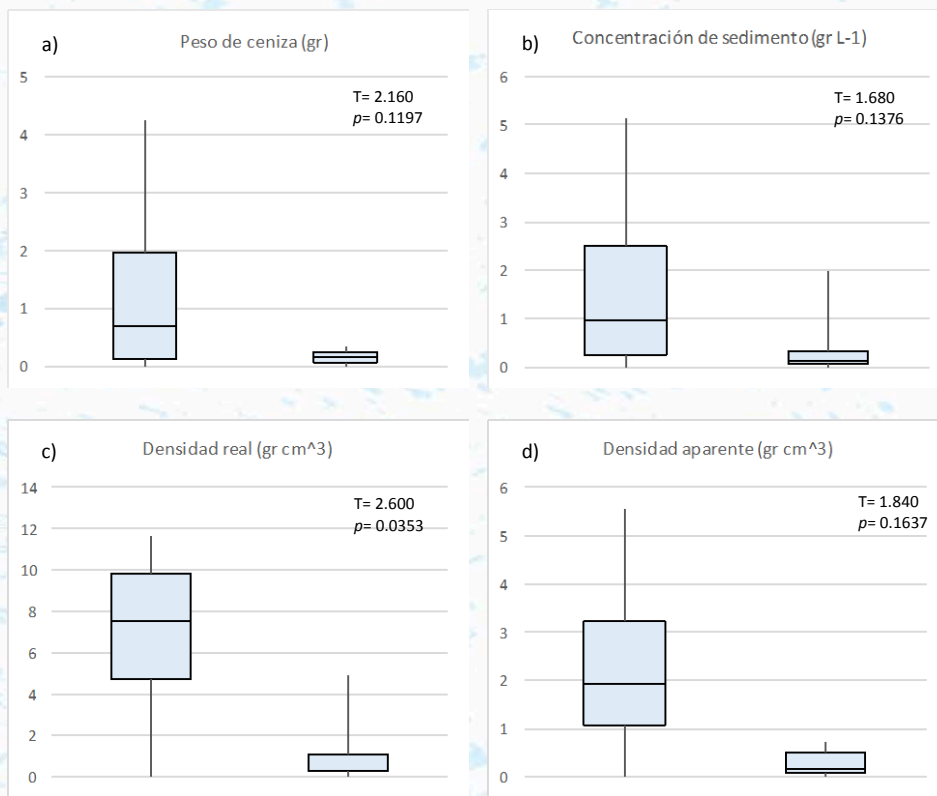 a)
Peso de ceniza (gr)
T= 2.160
p= 0.1197
5
4
3
2
1
0
b)
Concentración de sedimento (gr L-1)
T= 1.680
p= 0.1376
6
5
4
3
2
1
0
c)
Densidad real (gr cm^3)
T= 2.600
p= 0.0353
14
12
10
8
6
4
2
0
d)
Densidad aparente (gr cm^3)
T= 1.840
p= 0.1637
6
5
4
3
2
1
0